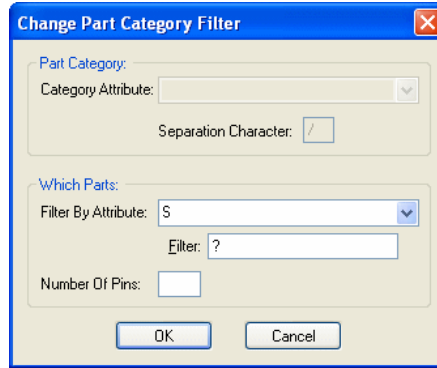 Change Part Category Filter
Part Category:
Category Attribute:
Separation Character: /
Which Parts:
Filter By Attribute: S
Filter: ?
Number Of Pins:
OK Cancel